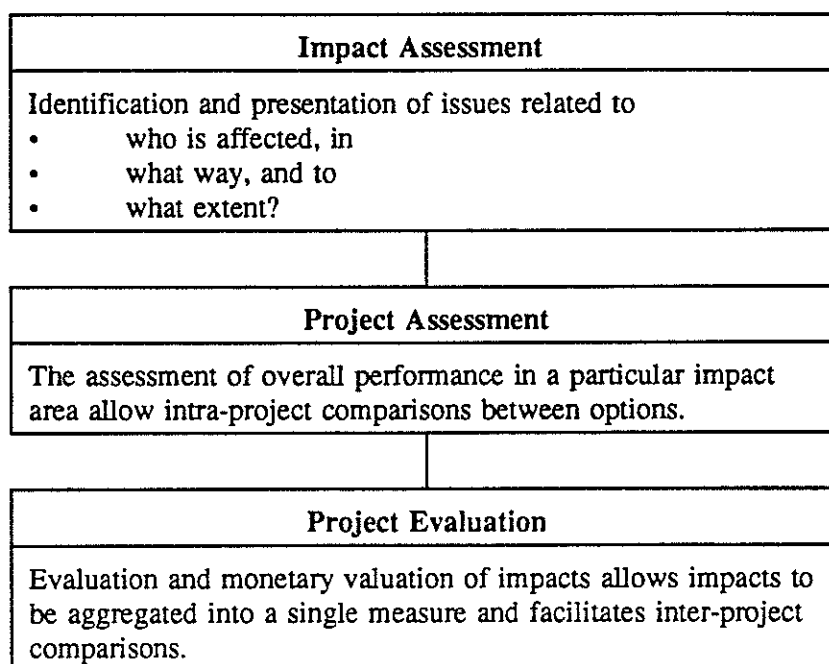 Impact Assessment
Identification and presentation of issues related to
• who is affected, in
• what way, and to
• what extent?
Project Assessment
The assessment of overall performance in a particular impact
area allow intra-project comparisons between options.
Project Evaluation
Evaluation and monetary valuation of impacts allows impacts to
be aggregated into a single measure and facilitates inter-project
comparisons.